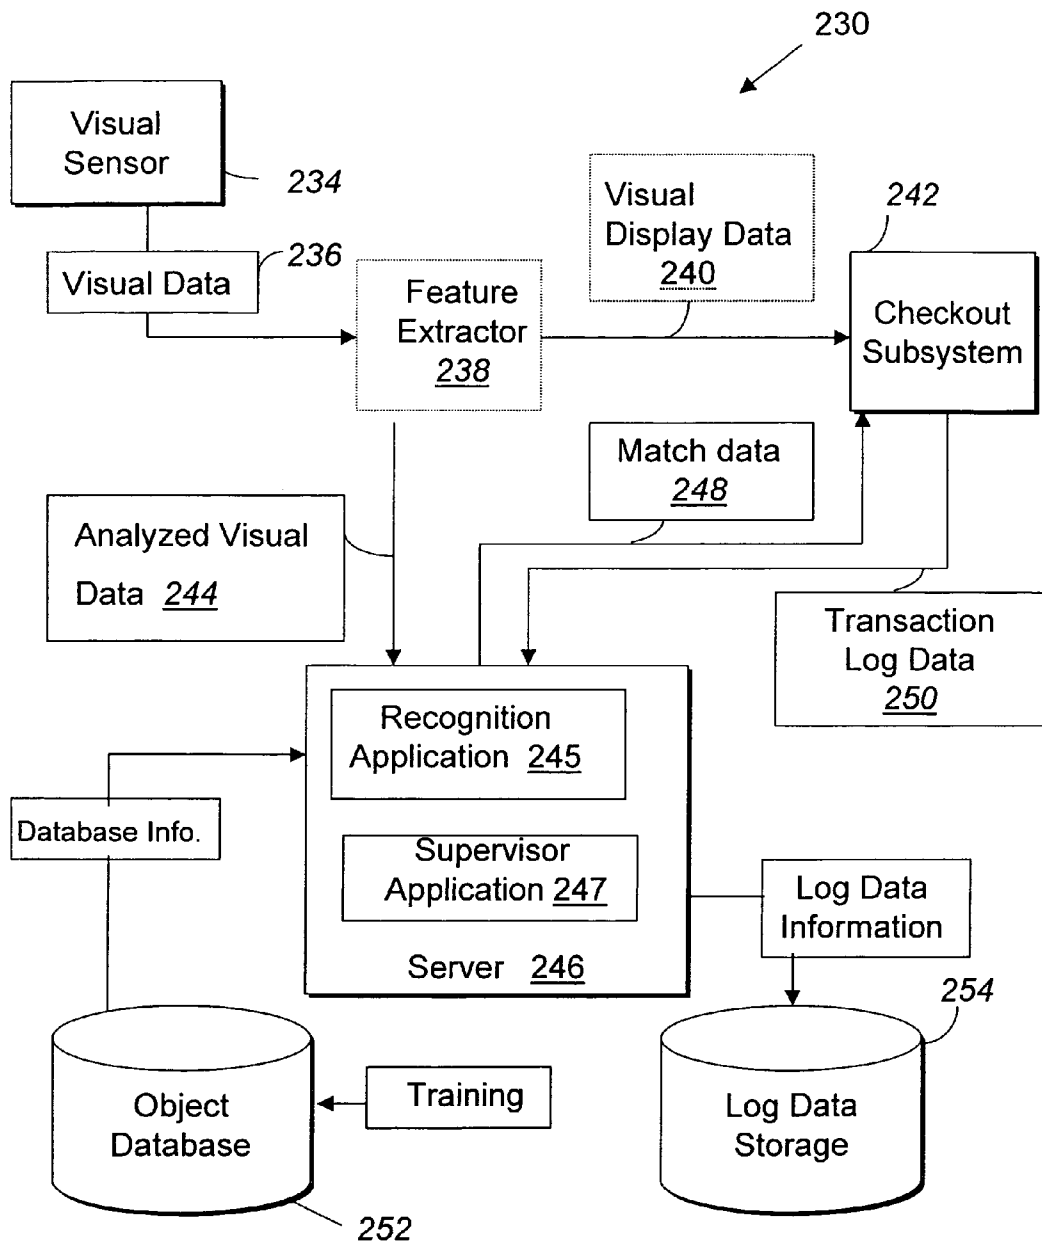 230
Visual
Sensor
234
Visual Data
236
Feature
Extractor
238
Visual
Display Data
240
242
Checkout
Subsystem
Match data
248
Analyzed Visual
Data 244
Transaction
Log Data
250
Recognition
Application 245
Database Info.
Supervisor
Application 247
Server 246
Log Data
Information
254
Object
Database
252
Training
Log Data
Storage